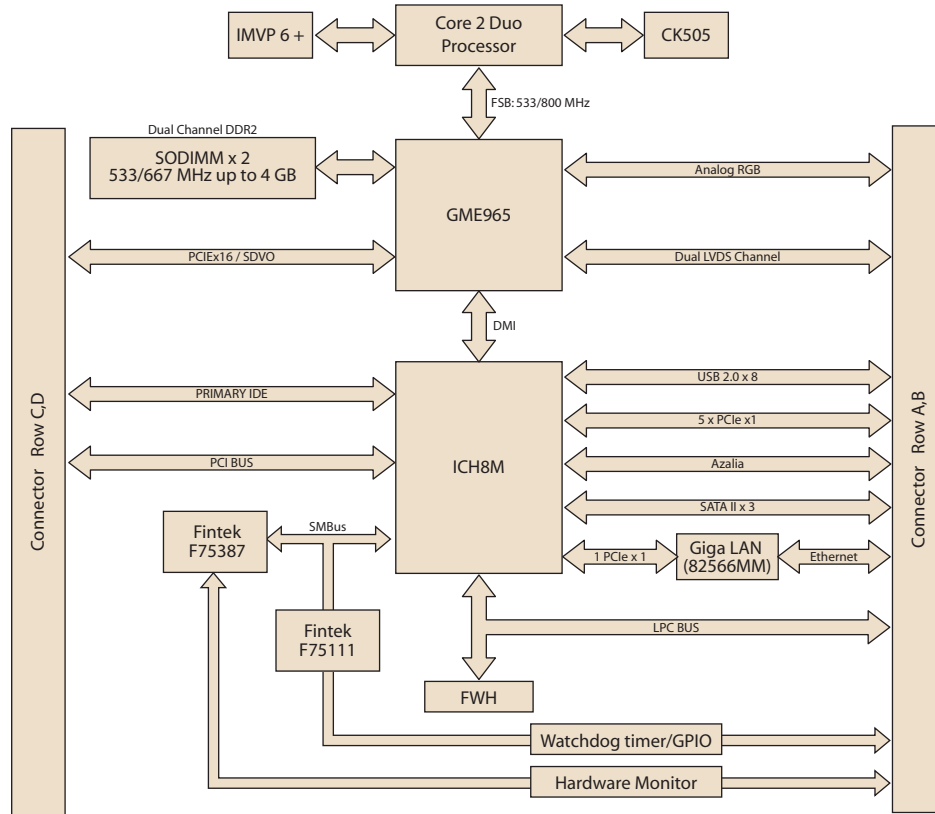 IMVP 6 +
Core 2 Duo
Processor
CK505
FSB: 533/800 MHz
Dual Channel DDR2
SODIMM x 2
533/667 MHz up to 4 GB
GME965
Analog RGB
PCIEx16 / SDVO
Dual LVDS Channel
DMI
Connector Row C,D
Connector Row A,B
PRIMARY IDE
PCI BUS
ICH8M
USB 2.0 x 8
5 x PCIe x1
Azalia
SATA II x 3
Fintek
F75387
SMBus
1 PCIe x 1
Giga LAN
(82566MM)
Ethernet
Fintek
F75111
LPC BUS
FWH
Watchdog timer/GPIO
Hardware Monitor